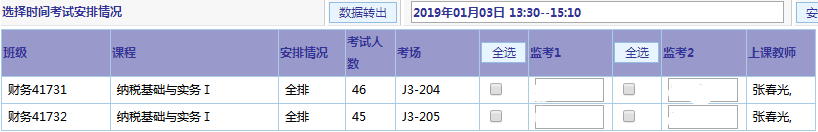 选择时间考试安排情况 数据转出 2019年01月03日 13:30--15:10 安
班级 课程 安排情况 考试人数 考场 全选 监考1 全选 监考2 上课教师
财务41731 纳税基础与实务Ⅰ 全排 46 J3-204 张春光,
财务41732 纳税基础与实务Ⅰ 全排 45 J3-205 张春光,